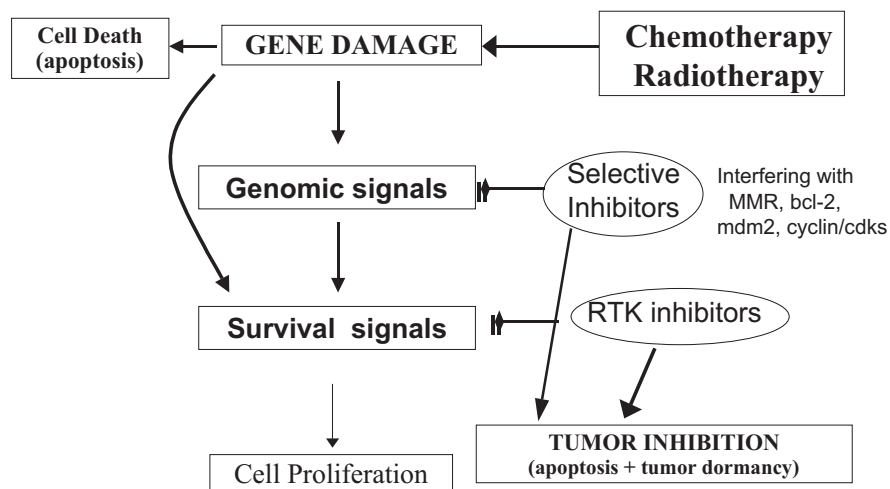 Cell Death
(apoptosis)
GENE DAMAGE
Chemotherapy
Radiotherapy
Genomic signals
Selective
Inhibitors
Interfering with
MMR, bcl-2,
mdm2, cyclin/cdks
Survival signals
RTK inhibitors
Cell Proliferation
TUMOR INHIBITION
(apoptosis + tumor dormancy)